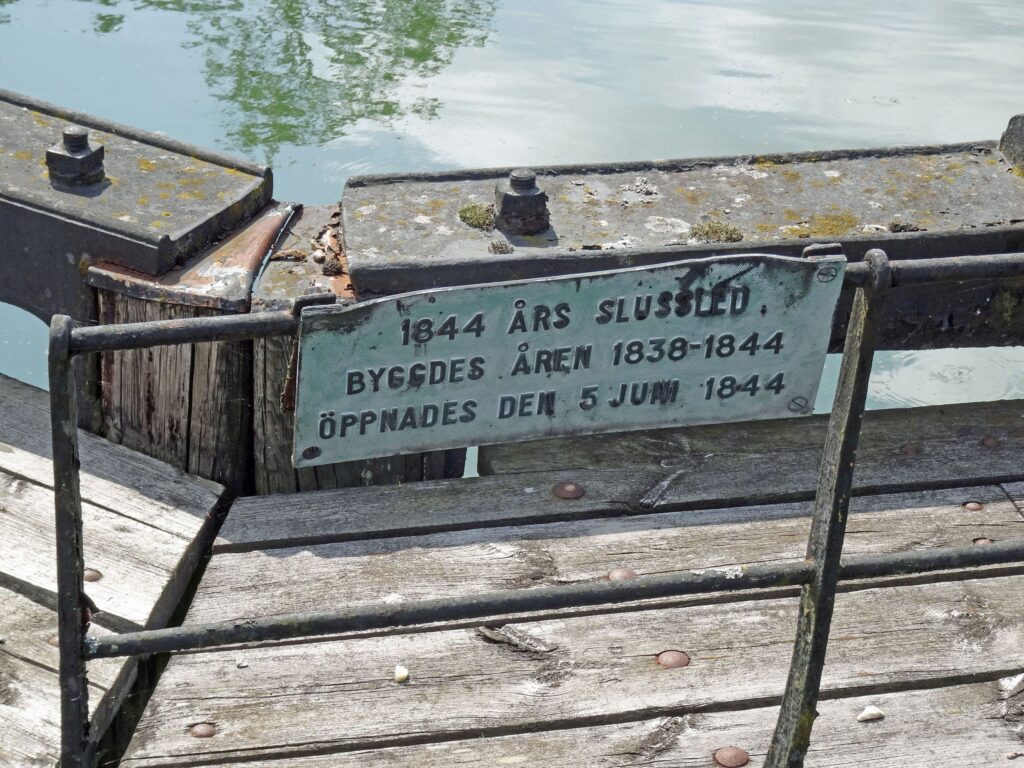 1844 ÅRS SLUSSLED.
BYGGDES ÅREN 1838-1844
ÖPPNADES DEN 5 JUNI 1844